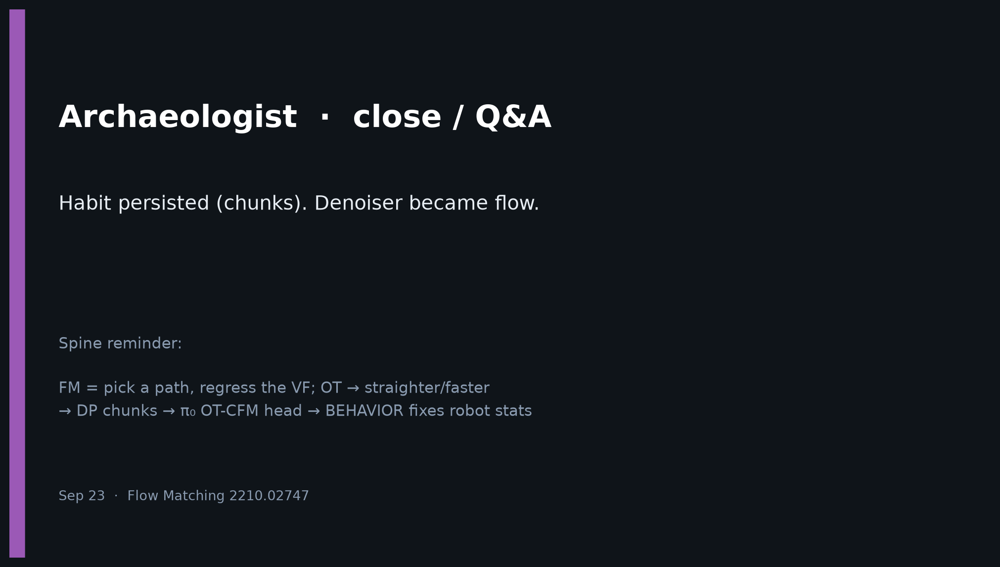 Archaeologist · close / Q&A
Habit persisted (chunks). Denoiser became flow.
Spine reminder:
FM = pick a path, regress the VF; OT → straighter/faster
→ DP chunks → π₀ OT-CFM head → BEHAVIOR fixes robot stats
Sep 23 · Flow Matching 2210.02747